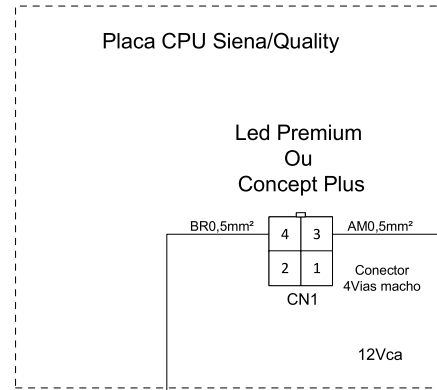 Placa CPU Siena/Quality
Led Premium
Ou
Concept Plus
BR0,5mm²
4
3
AM0,5mm²
2
1
Conector
4Vias macho
CN1
12Vca